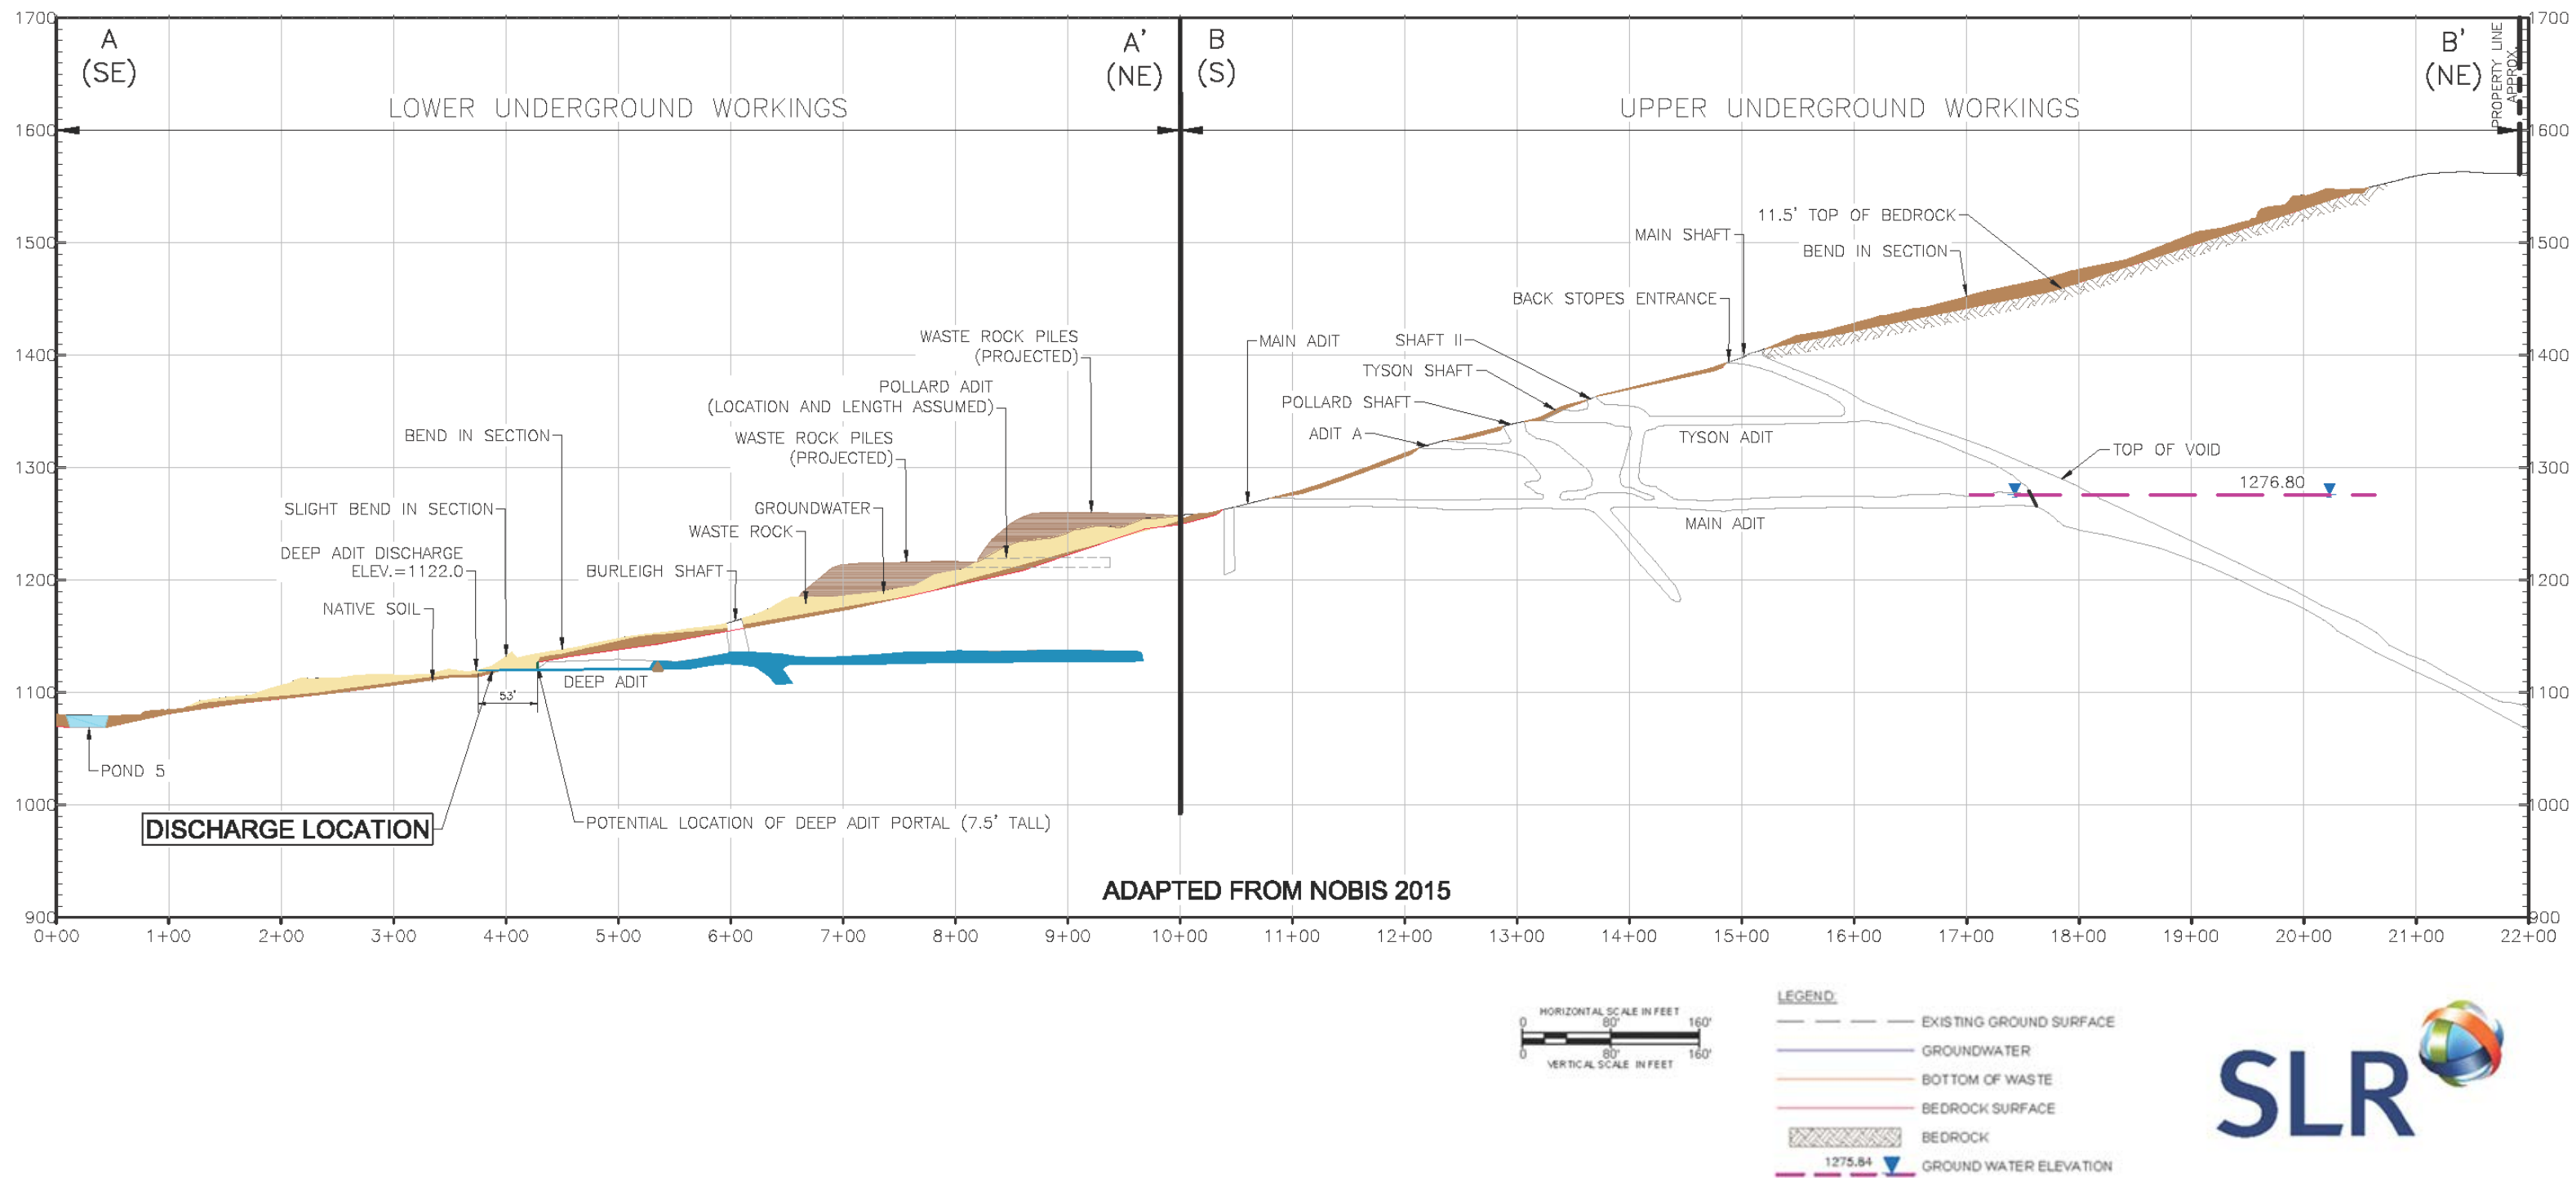 A
(SE)
A'
(NE)
B
(S)
B'
(NE)
PROPERTY LINE
APPROX.
LOWER UNDERGROUND WORKINGS
UPPER UNDERGROUND WORKINGS
1700
1600
1500
1400
1300
1200
1100
1000
900
1700
1600
1500
1400
1300
1200
1100
1000
900
11.5' TOP OF BEDROCK
MAIN SHAFT
BEND IN SECTION
BACK STOPES ENTRANCE
WASTE ROCK PILES
(PROJECTED)
MAIN ADIT
SHAFT II
TYSON SHAFT
POLLARD ADIT
(LOCATION AND LENGTH ASSUMED)
POLLARD SHAFT
ADIT A
BEND IN SECTION
WASTE ROCK PILES
(PROJECTED)
TYSON ADIT
TOP OF VOID
1276.80
SLIGHT BEND IN SECTION
GROUNDWATER
WASTE ROCK
MAIN ADIT
DEEP ADIT DISCHARGE
ELEV.=1122.0
BURLEIGH SHAFT
NATIVE SOIL
DEEP ADIT
53'
POND 5
DISCHARGE LOCATION
POTENTIAL LOCATION OF DEEP ADIT PORTAL (7.5' TALL)
ADAPTED FROM NOBIS 2015
0+00 1+00 2+00 3+00 4+00 5+00 6+00 7+00 8+00 9+00 10+00 11+00 12+00 13+00 14+00 15+00 16+00 17+00 18+00 19+00 20+00 21+00 22+00
HORIZONTAL SCALE IN FEET
0 80' 160'
0 80' 160'
VERTICAL SCALE IN FEET
LEGEND:
EXISTING GROUND SURFACE
GROUNDWATER
BOTTOM OF WASTE
BEDROCK SURFACE
BEDROCK
1275.84
GROUND WATER ELEVATION
SLR